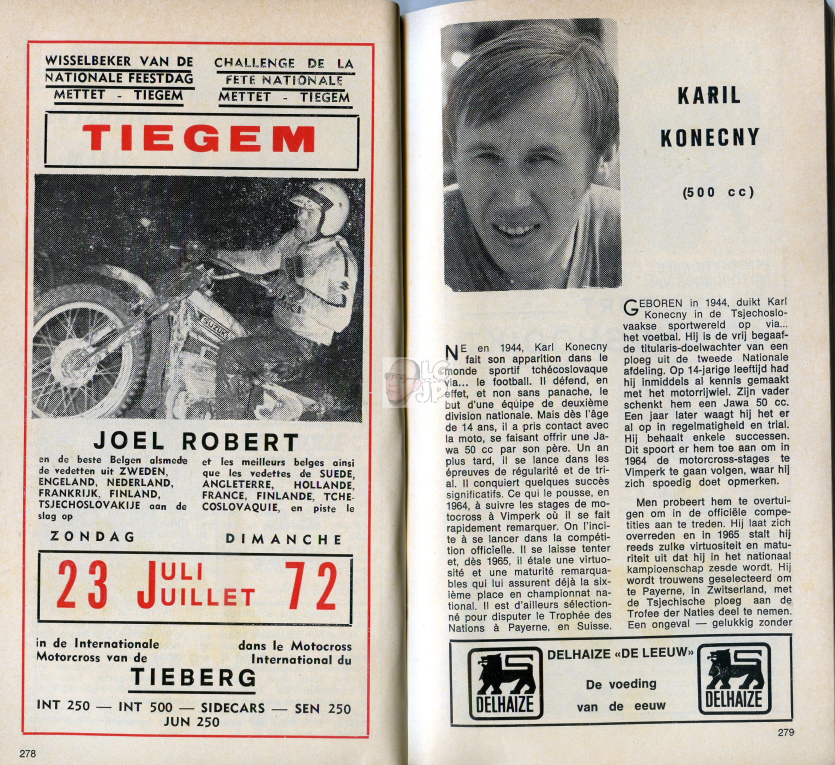 WISSELBEKER VAN DE
NATIONALE FEESTDAG
METTET - TIEGEM
CHALLENGE DE LA
FETE NATIONALE
METTET - TIEGEM
TIEGEM
SUZUKI
JOEL ROBERT
en de beste Belgen alsmede
de vedetten uit ZWEDEN,
ENGELAND, NEDERLAND,
FRANKRIJK, FINLAND,
TSJECHOSLOVAKIJE aan de
slag op
et les meilleurs belges ainsi
que les vedettes de SUEDE,
ANGLETERRE, HOLLANDE,
FRANCE, FINLANDE, TCHE-
COSLOVAQUIE, en piste le
ZONDAG
DIMANCHE
23 JULI JUILLET 72
in de Internationale
Motorcross van de
dans le Motocross
International du
TIEBERG
INT 250 — INT 500 — SIDECARS — SEN 250
JUN 250
278
KARIL
KONECNY
(500 cc)
NE en 1944, Karl Konecny
fait son apparition dans le
monde sportif tchécoslovaque
via... le football. Il défend, en
effet, et non sans panache, le
but d'une équipe de deuxième
division nationale. Mais dès l'âge
de 14 ans, il a pris contact avec
la moto, se faisant offrir une Ja-
wa 50 cc par son père. Un an
plus tard, il se lance dans les
épreuves de régularité et de tri-
al. Il conquiert quelques succès
significatifs. Ce qui le pousse, en
1964, à suivre les stages de mo-
tocross à Vimperk où il se fait
rapidement remarquer. On l'inci-
te à se lancer dans la compéti-
tion officielle. Il se laisse tenter
et, dès 1965, il étale une virtuo-
sité et une maturité remarqua-
bles qui lui assurent déjà la six-
ième place en championnat na-
tional. Il est d'ailleurs sélection-
né pour disputer le Trophée des
Nations à Payerne, en Suisse.
GEBOREN in 1944, duikt Karl
Konecny in de Tsjechoslo-
vaakse sportwereld op via...
het voetbal. Hij is de vrij begaaf-
de titularis-doelwachter van een
ploeg uit de tweede Nationale
afdeling. Op 14-jarige leeftijd had
hij inmiddels al kennis gemaakt
met het motorrijwiel. Zijn vader
schenkt hem een Jawa 50 cc.
Een jaar later waagt hij het er
al op in regelmatigheid en trial.
Hij behaalt enkele successen.
Dit spoort er hem toe aan om in
1964 de motorcross-stages te
Vimperk te gaan volgen, waar hij
zich spoedig doet opmerken.
Men probeert hem te overtui-
gen om in de officiële compe-
tities aan te treden. Hij laat zich
overreden en in 1965 stalt hij
reeds zulke virtuositeit en matu-
riteit uit dat hij in het nationaal
kampioenschap zesde wordt. Hij
wordt trouwens geselecteerd om
te Payerne, in Zwitserland, met
de Tsjechische ploeg aan de
Trofee der Naties deel te nemen.
Een ongeval — gelukkig zonder
DELHAIZE
DELHAIZE «DE LEEUW»
De voeding
van de eeuw
DELHAIZE
279
LG
JP